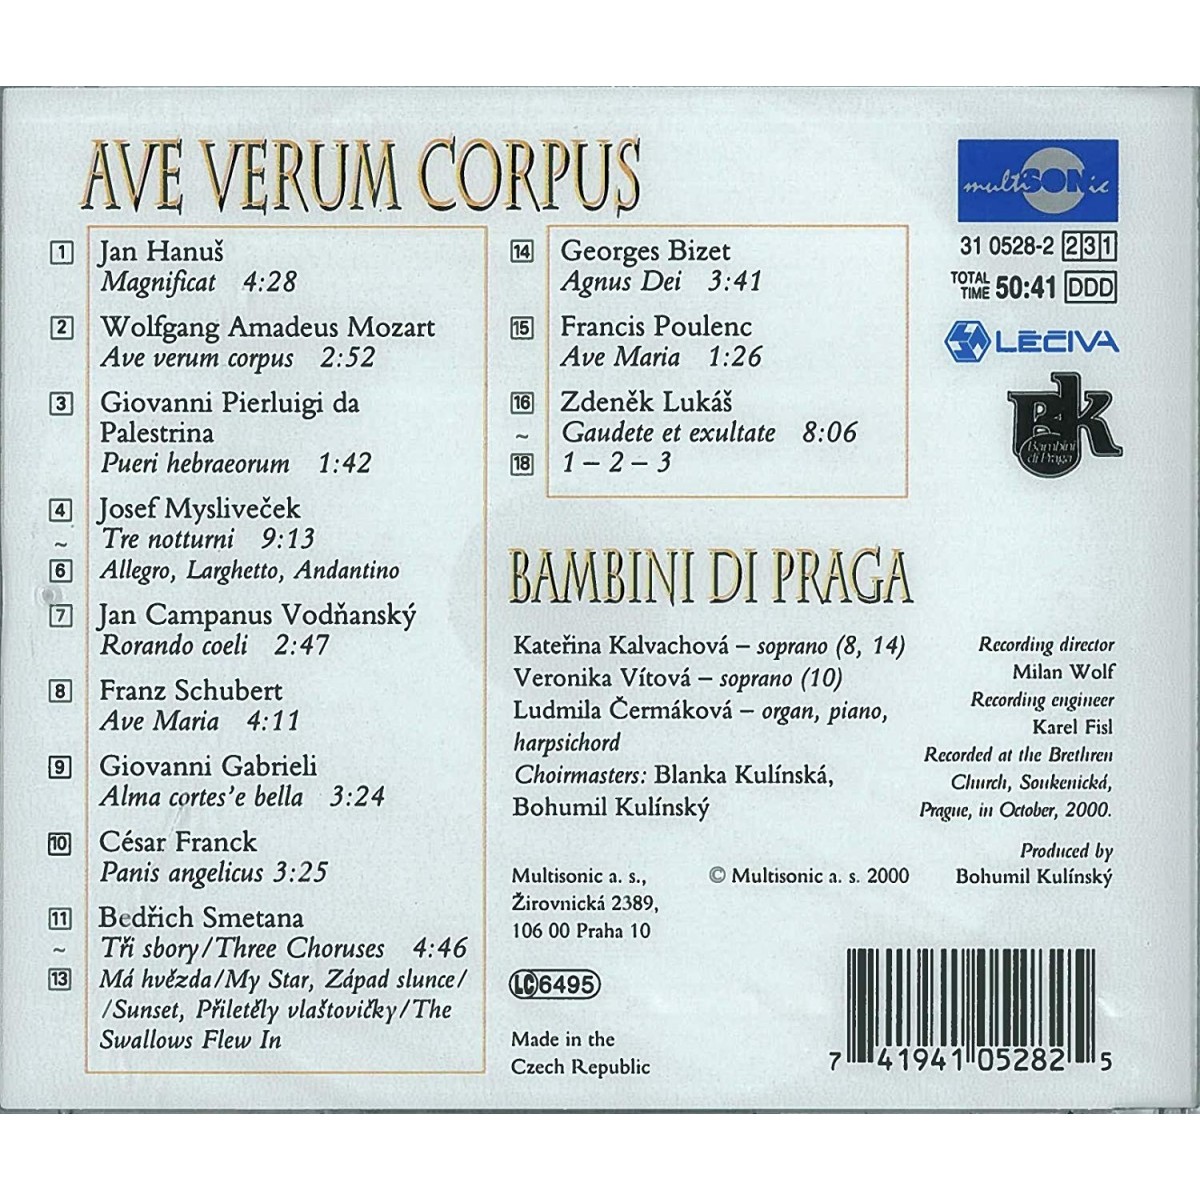 AVE VERUM CORPUS
1 Jan Hanuš
Magnificat 4:28
2 Wolfgang Amadeus Mozart
Ave verum corpus 2:52
3 Giovanni Pierluigi da
Palestrina
Pueri hebraeorum 1:42
4 Josef Mysliveček
~ Tre notturni 9:13
6 Allegro, Larghetto, Andantino
7 Jan Campanus Vodňanský
Rorando coeli 2:47
8 Franz Schubert
Ave Maria 4:11
9 Giovanni Gabrieli
Alma cortes'e bella 3:24
10 César Franck
Panis angelicus 3:25
11 Bedřich Smetana
~ Tři sbory/Three Choruses 4:46
13 Má hvězda/My Star, Západ slunce/
/Sunset, Přiletěly vlaštovičky/The
Swallows Flew In
14 Georges Bizet
Agnus Dei 3:41
15 Francis Poulenc
Ave Maria 1:26
16 Zdeněk Lukáš
~ Gaudete et exultate 8:06
18 1 – 2 – 3
multiSONic
31 0528-2 231
TOTAL TIME 50:41 DDD
LÉČIVA
Bambini
di Praga
BAMBINI DI PRAGA
Kateřina Kalvachová – soprano (8, 14)
Veronika Vítová – soprano (10)
Ludmila Čermáková – organ, piano,
harpsichord
Choirmasters: Blanka Kulínská,
Bohumil Kulínský
Recording director
Milan Wolf
Recording engineer
Karel Fisl
Recorded at the Brethren
Church, Soukenická,
Prague, in October, 2000.
Produced by
Bohumil Kulínský
Multisonic a. s.,
Žirovnická 2389,
106 00 Praha 10
© Multisonic a. s. 2000
LC 6495
Made in the
Czech Republic
7 41941 05282 5